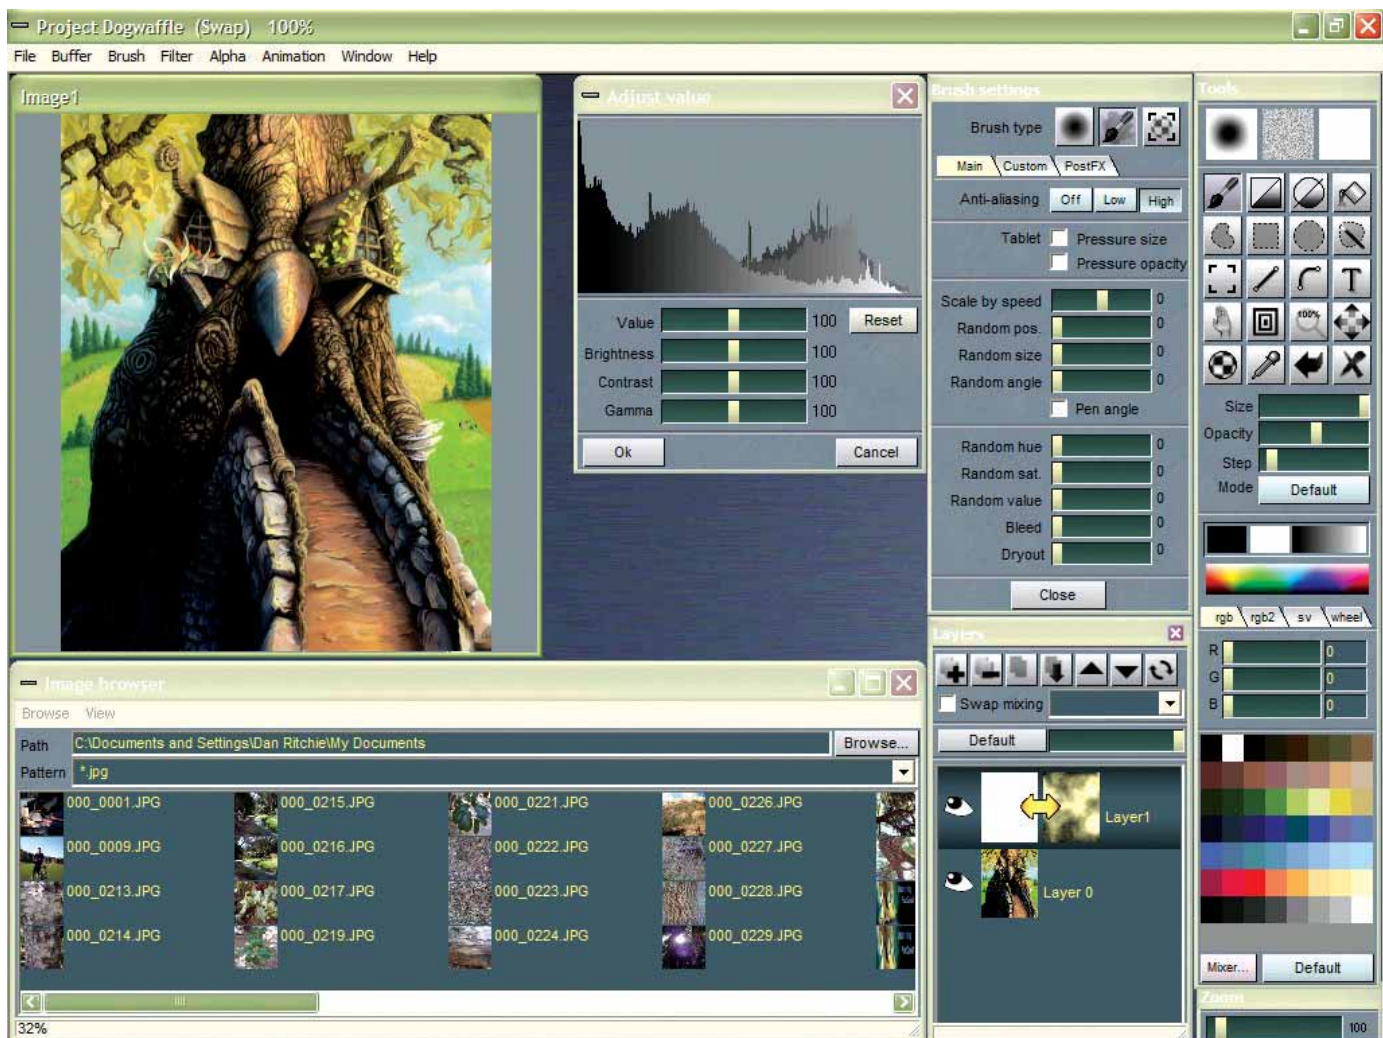 Project Dogwaffle (Swap) 100%
File Buffer Brush Filter Alpha Animation Window Help
Image1
Adjust value
Value 100 Reset
Brightness 100
Contrast 100
Gamma 100
Ok Cancel
Brush settings
Brush type
Main Custom PostFX
Anti-aliasing Off Low High
Tablet Pressure size
Pressure opacity
Scale by speed 0
Random pos. 0
Random size 0
Random angle 0
Pen angle
Random hue 0
Random sat. 0
Random value 0
Bleed 0
Dryout 0
Close
Tools
T
100%
Size
Opacity
Step
Mode Default
rgb rgb2 sv wheel
R 0
G 0
B 0
Mixer... Default
Zoom
100
Layers
Swap mixing
Default
Layer1
Layer 0
Image browser
Browse View
Path C:\Documents and Settings\Dan Ritchie\My Documents Browse...
Pattern *.jpg
000_0001.JPG 000_0215.JPG 000_0221.JPG 000_0226.JPG
000_0009.JPG 000_0216.JPG 000_0222.JPG 000_0227.JPG
000_0213.JPG 000_0217.JPG 000_0223.JPG 000_0228.JPG
000_0214.JPG 000_0219.JPG 000_0224.JPG 000_0229.JPG
32%